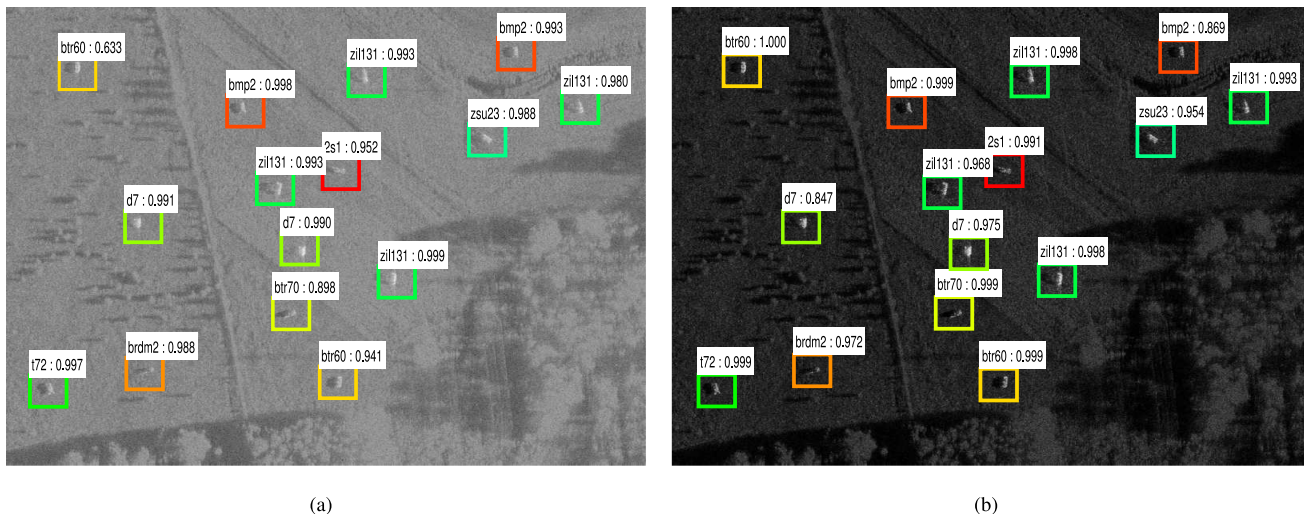 bmp2 : 0.993
btr60 : 0.633
zil131 : 0.993
bmp2 : 0.998
zil131 : 0.980
zsu23 : 0.988
2s1 : 0.952
zil131 : 0.993
d7 : 0.991
d7 : 0.990
zil131 : 0.999
btr70 : 0.898
brdm2 : 0.988
btr60 : 0.941
t72 : 0.997
(a)
bmp2 : 0.869
btr60 : 1.000
zil131 : 0.998
zil131 : 0.993
bmp2 : 0.999
zsu23 : 0.954
2s1 : 0.991
zil131 : 0.968
d7 : 0.847
d7 : 0.975
zil131 : 0.998
btr70 : 0.999
brdm2 : 0.972
btr60 : 0.999
t72 : 0.999
(b)